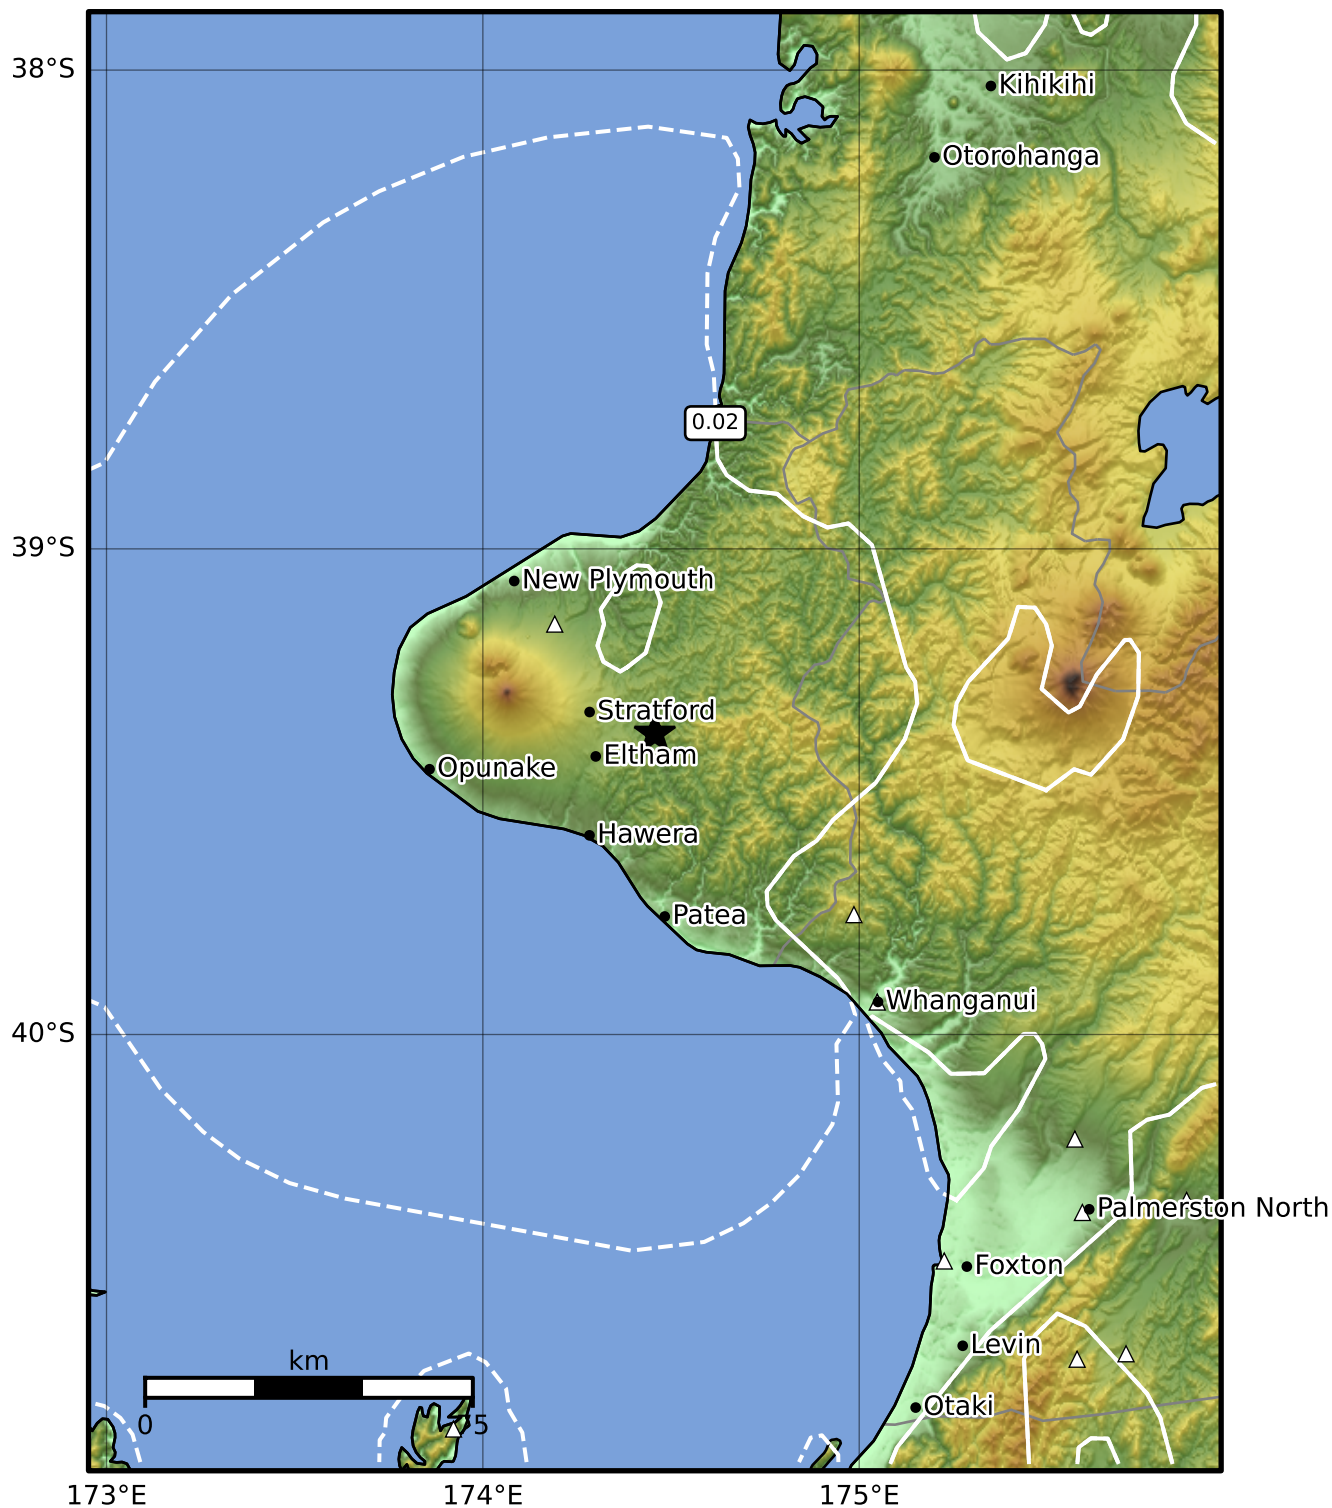 38°S
Kihikihi
Otorohanga
0.02
39°S
New Plymouth
Stratford
Eltham
Opunake
Hawera
Patea
Whanganui
40°S
Palmerston North
Foxton
Levin
km
Otaki
0
173°E
174°E
175°E